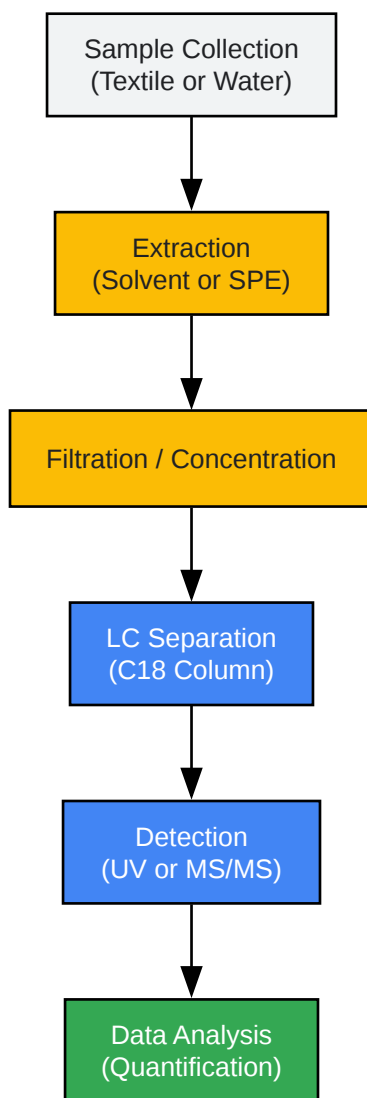 Sample Collection
(Textile or Water)
Extraction
(Solvent or SPE)
Filtration / Concentration
LC Separation
(C18 Column)
Detection
(UV or MS/MS)
Data Analysis
(Quantification)